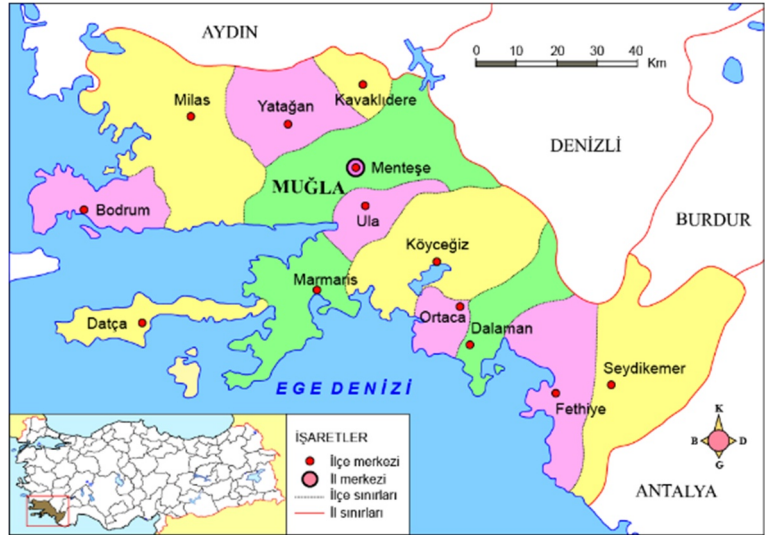 AYDIN
0 10 20 30 40
Km
Milas
Yatağan
Kavaklıdere
DENİZLİ
Menteşe
MUĞLA
Bodrum
Ula
BURDUR
Köyceğiz
Marmaris
Datça
Ortaca
Dalaman
Seydikemer
EGE DENİZİ
Fethiye
K
B D
G
ANTALYA
İŞARETLER
İlçe merkezi
İl merkezi
İlçe sınırları
İl sınırları